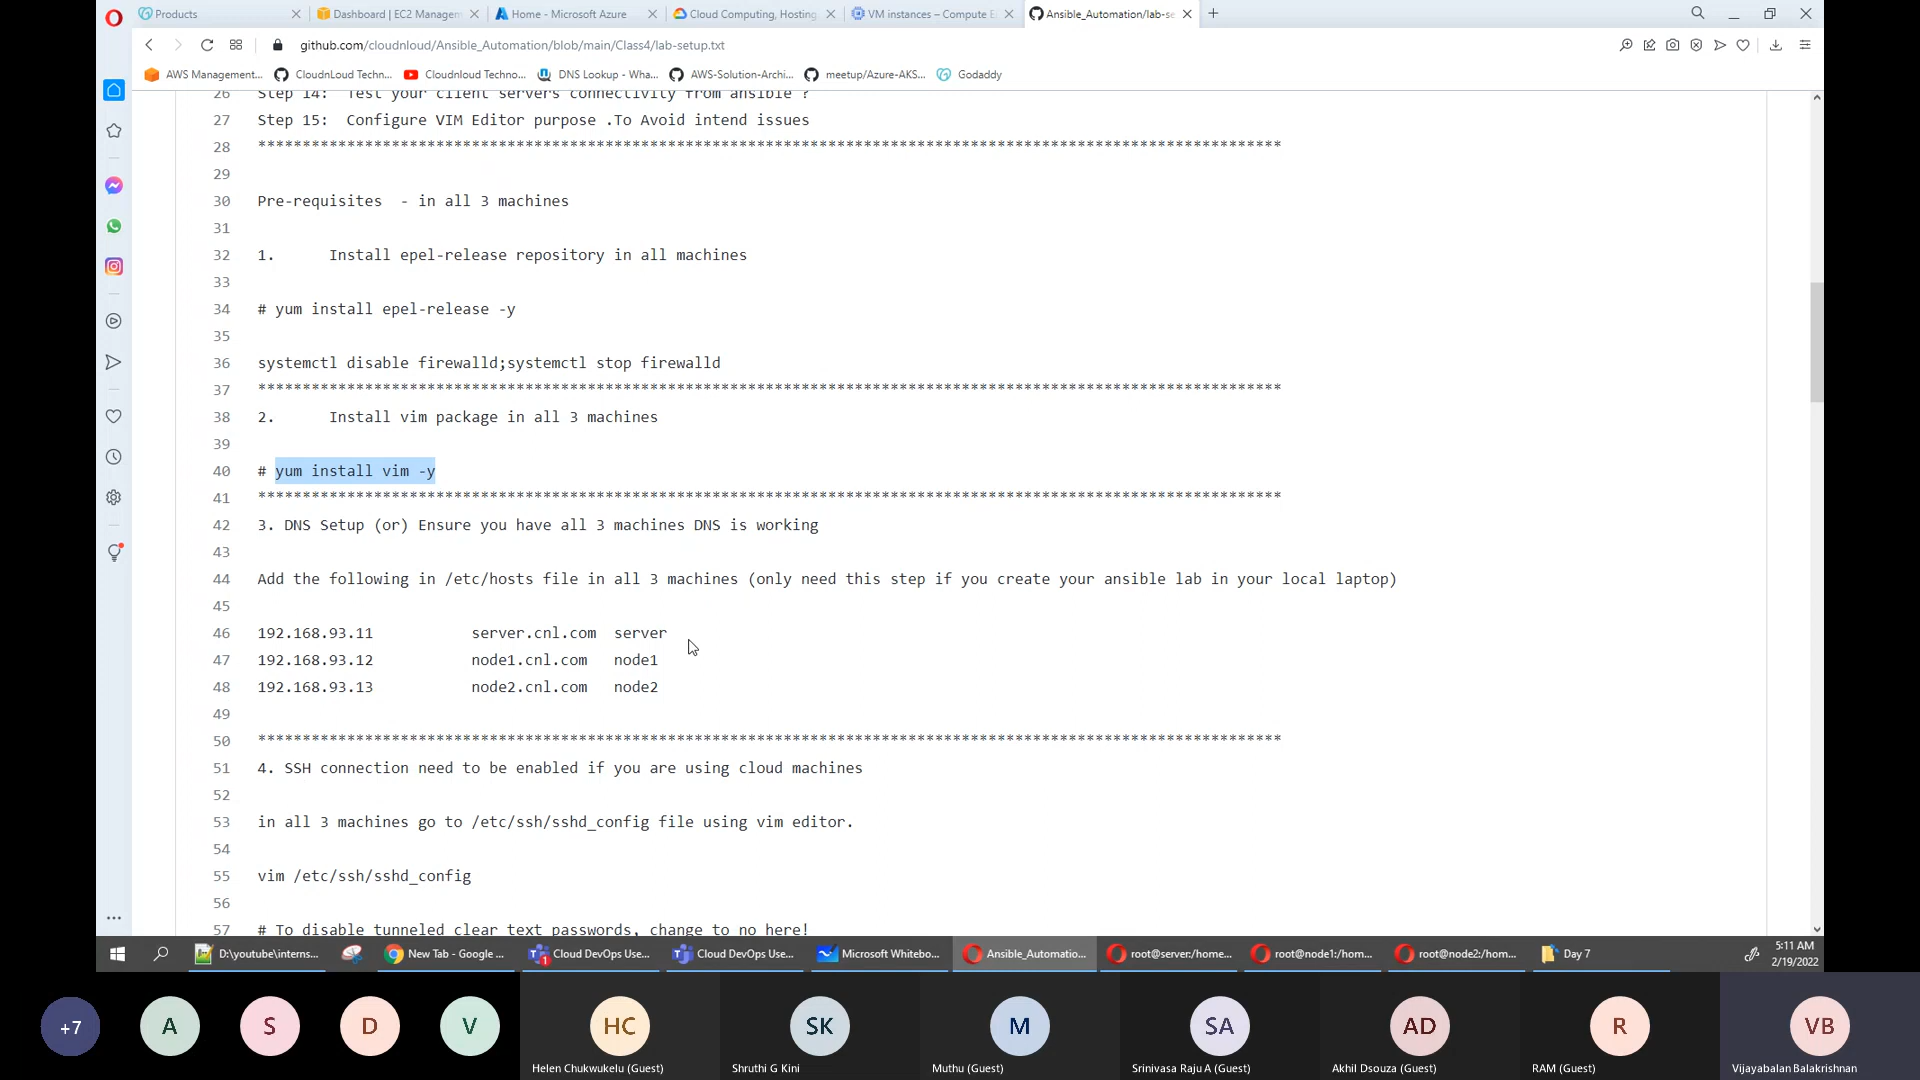 Products
Dashboard | EC2 Managem
Home - Microsoft Azure
Cloud Computing, Hosting
VM instances – Compute E
Ansible_Automation/lab-se
github.com/cloudnloud/Ansible_Automation/blob/main/Class4/lab-setup.txt
AWS Management...
CloudnLoud Techn...
Cloudnloud Techno...
DNS Lookup - Wha...
AWS-Solution-Archi...
meetup/Azure-AKS...
Godaddy
26 Step 14: Test your client servers connectivity from ansible ?
27 Step 15: Configure VIM Editor purpose .To Avoid intend issues
28 *******************************************************************************************************************
29
30 Pre-requisites - in all 3 machines
31
32 1. Install epel-release repository in all machines
33
34 # yum install epel-release -y
35
36 systemctl disable firewalld;systemctl stop firewalld
37 *******************************************************************************************************************
38 2. Install vim package in all 3 machines
39
40 # yum install vim -y
41 *******************************************************************************************************************
42 3. DNS Setup (or) Ensure you have all 3 machines DNS is working
43
44 Add the following in /etc/hosts file in all 3 machines (only need this step if you create your ansible lab in your local laptop)
45
46 192.168.93.11 server.cnl.com server
47 192.168.93.12 node1.cnl.com node1
48 192.168.93.13 node2.cnl.com node2
49
50 *******************************************************************************************************************
51 4. SSH connection need to be enabled if you are using cloud machines
52
53 in all 3 machines go to /etc/ssh/sshd_config file using vim editor.
54
55 vim /etc/ssh/sshd_config
56
57 # To disable tunneled clear text passwords, change to no here!
D:\youtube\interns...
New Tab - Google ...
1
Cloud DevOps Use...
Cloud DevOps Use...
Microsoft Whitebo...
Ansible_Automatio...
root@server:/home...
root@node1:/hom...
root@node2:/hom...
Day 7
5:11 AM
2/19/2022
+7
A
S
D
V
HC
SK
M
SA
AD
R
VB
Helen Chukwukelu (Guest)
Shruthi G Kini
Muthu (Guest)
Srinivasa Raju A (Guest)
Akhil Dsouza (Guest)
RAM (Guest)
Vijayabalan Balakrishnan